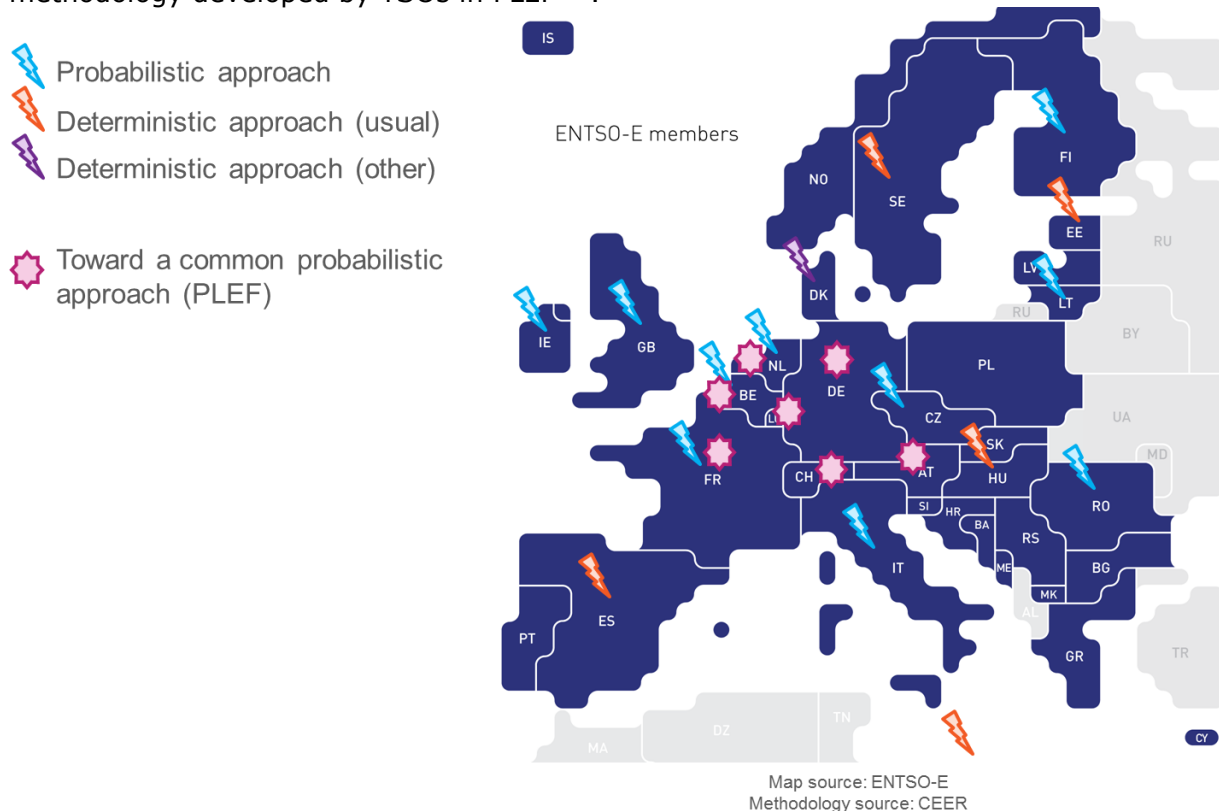 Probabilistic approach
Deterministic approach (usual)
Deterministic approach (other)
Toward a common probabilistic
approach (PLEF)
IS
ENTSO-E members
NO
SE
FI
EE
RU
LT
DK
RU
BY
IE
GB
NL
BE
DE
PL
CZ
UA
SK
MD
FR
CH
AT
HU
RO
SI
HR
BA
RS
IT
ME
BG
MK
AL
PT
ES
GR
TR
MA
DZ
TN
CY
Map source: ENTSO-E
Methodology source: CEER